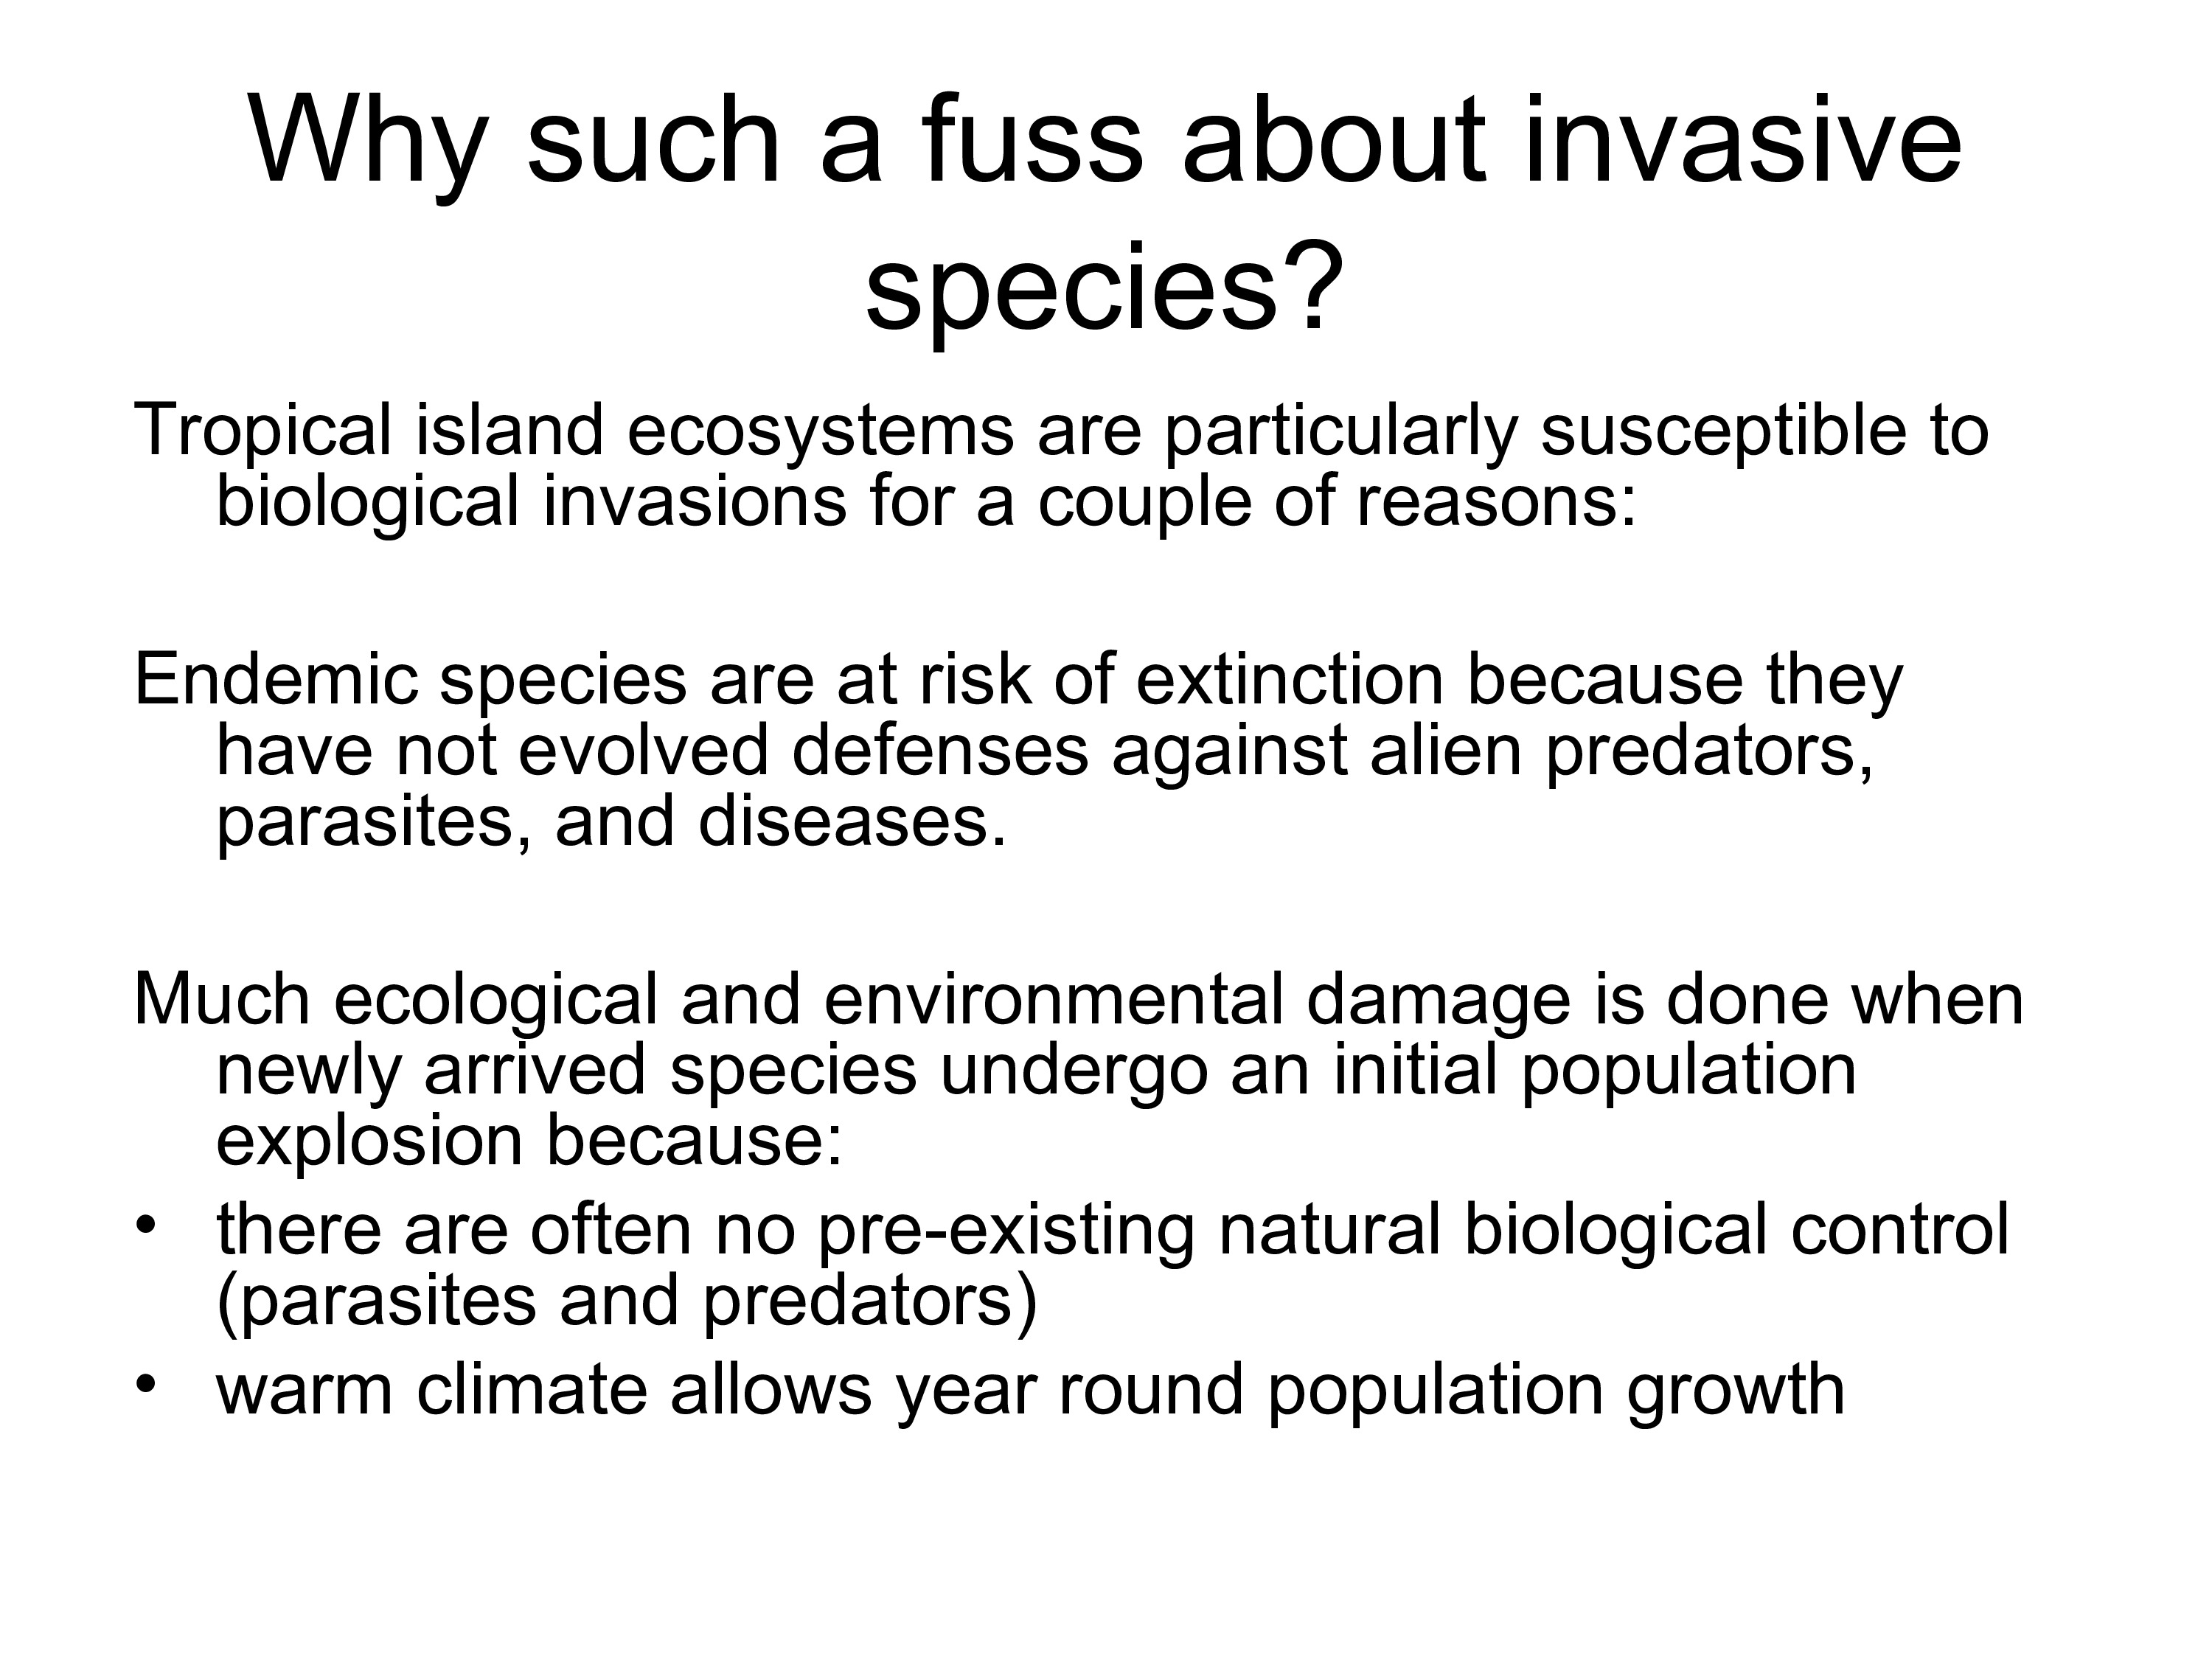 Why such a fuss about invasive
species?
Tropical island ecosystems are particularly susceptible to
biological invasions for a couple of reasons:
Endemic species are at risk of extinction because they
have not evolved defenses against alien predators,
parasites, and diseases.
Much ecological and environmental damage is done when
newly arrived species undergo an initial population
explosion because:
• there are often no pre-existing natural biological control
(parasites and predators)
• warm climate allows year round population growth